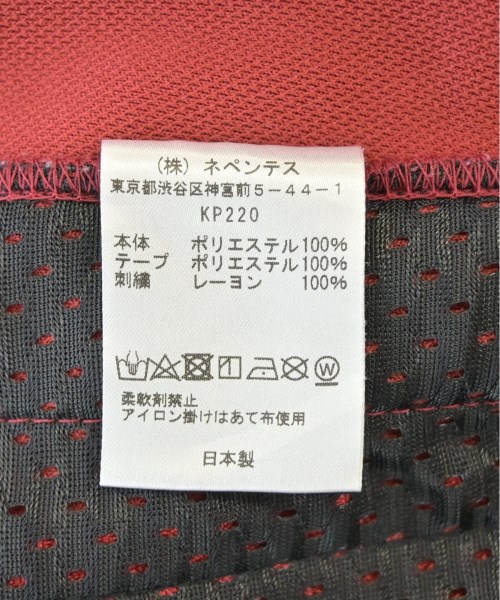 (株) ネペンテス
東京都渋谷区神宮前5－44－1
KP220
本体 ポリエステル100%
テープ ポリエステル100%
刺繍 レーヨン 100%
W
柔軟剤禁止
アイロン掛けはあて布使用
日本製